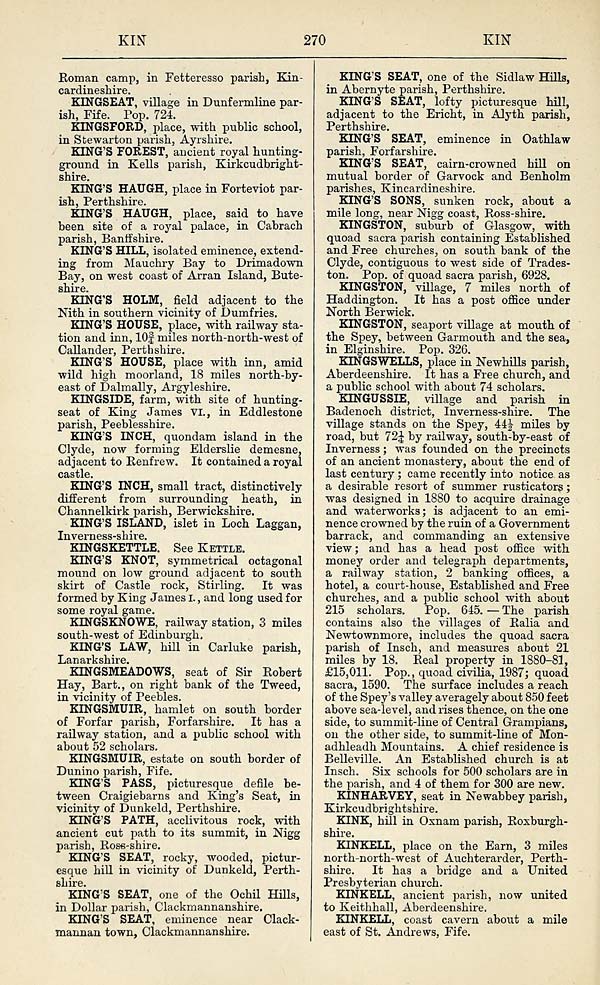 KIN 270 KIN
Roman camp, in Fetteresso parish, Kin-
cardineshire.
KINGSEAT, village in Dunfermline par-
ish, Fife. Pop. 724.
KINGSFORD, place, with public school,
in Stewarton parish, Ayrshire.
KING'S FOREST, ancient royal hunting-
ground in Kells parish, Kirkcudbright-
shire.
KING'S HAUGH, place in Forteviot par-
ish, Perthshire.
KING'S HAUGH, place, said to have
been site of a royal palace, in Cabrach
parish, Banffshire.
KING'S HILL, isolated eminence, extend-
ing from Mauchry Bay to Drimadown
Bay, on west coast of Arran Island, Bute-
shire.
KING'S HOLM, field adjacent to the
Nith in southern vicinity of Dumfries.
KING'S HOUSE, place, with railway sta-
tion and inn, 10¾ miles north-north-west of
Callander, Perthshire.
KING'S HOUSE, place with inn, amid
wild high moorland, 18 miles north-by-
east of Dalmally, Argyleshire.
KINGSIDE, farm, with site of hunting-
seat of King James VI., in Eddlestone
parish, Peeblesshire.
KING'S INCH, quondam island in the
Clyde, now forming Elderslie demesne,
adjacent to Renfrew. It contained a royal
castle.
KING'S INCH, small tract, distinctively
different from surrounding heath, in
Channelkirk parish, Berwickshire.
KING'S ISLAND, islet in Loch Laggan,
Inverness-shire.
KINGSKETTLE. See KETTLE.
KING'S KNOT, symmetrical octagonal
mound on low ground adjacent to south
skirt of Castle rock, Stirling. It was
formed by King James I., and long used for
some royal game.
KINGSKNOWE, railway station, 3 miles
south-west of Edinburgh.
KING'S LAW, hill in Carluke parish,
Lanarkshire.
KINGSMEADOWS, seat of Sir Robert
Hay, Bart., on right bank of the Tweed,
in vicinity of Peebles.
KINGSMUIR, hamlet on south border
of Forfar parish, Forfarshire. It has a
railway station, and a public school with
about 52 scholars.
KINGSMUIR, estate on south border of
Dunino parish, Fife.
KING'S PASS, picturesque defile be-
tween Craigiebarns and King's Seat, in
vicinity of Dunkeld, Perthshire.
KING'S PATH, acclivitous rock, with
ancient cut path to its summit, in Nigg
parish, Ross-shire.
KING'S SEAT, rocky, wooded, pictur-
esque hill in vicinity of Dunkeld, Perth-
shire.
KING'S SEAT, one of the Ochil Hills,
in Dollar parish, Clackmannanshire.
KING'S SEAT, eminence near Clack-
mannan town, Clackmannanshire.
KING'S SEAT, one of the Sidlaw Hills,
in Abernyte parish, Perthshire.
KING'S SEAT, lofty picturesque hill,
adjacent to the Ericht, in Alyth parish,
Perthshire.
KING'S SEAT, eminence in Oathlaw
parish, Forfarshire.
KING'S SEAT, cairn-crowned hill on
mutual border of Garvock and Benholm
parishes, Kincardineshire.
KING'S SONS, sunken rock, about a
mile long, near Nigg coast, Ross-shire.
KINGSTON, suburb of Glasgow, with
quoad sacra parish containing Established
and Free churches, on south bank of the
Clyde, contiguous to west side of Trades-
ton. Pop. of quoad sacra parish, 6928.
KINGSTON, village, 7 miles north of
Haddington. It has a post office under
North Berwick.
KINGSTON, seaport village at mouth of
the Spey, between Garmouth and the sea,
in Elginshire. Pop. 326.
KINGSWELLS, place in Newhills parish,
Aberdeenshire. It has a Free church, and
a public school with about 74 scholars.
KINGUSSIE, village and parish in
Badenoch district, Inverness-shire. The
village stands on the Spey, 44½ miles by
road, but 72¼ by railway, south-by-east of
Inverness; was founded on the precincts
of an ancient monastery, about the end of
last century; came recently into notice as
a desirable resort of summer rusticators;
was designed in 1880 to acquire drainage
and waterworks; is adjacent to an emi-
nence crowned by the ruin of a Government
barrack, and commanding an extensive
view; and has a head post office with
money order and telegraph departments,
a railway station, 2 banking offices, a
hotel, a court-house, Established and Free
churches, and a public school with about
215 scholars. Pop. 645. — The parish
contains also the villages of Ralia and
Newtownmore, includes the quoad sacra
parish of Insch, and measures about 21
miles by 18. Real property in 1880-81,
£15,011. Pop., quoad civilia, 1987; quoad
sacra, 1590. The surface includes a reach
of the Spey's valley averagely about 850 feet
above sea-level, and rises thence, on the one
side, to summit-line of Central Grampians,
on the other side, to summit-line of Mon-
adhleadh Mountains. A chief residence is
Belleville. An Established church is at
Insch. Six schools for 500 scholars are in
the parish, and 4 of them for 300 are new.
KINHARVEY, seat in Newabbey parish,
Kirkcudbrightshire.
KINK, hill in Oxnam parish, Roxburgh-
shire.
KINKELL, place on the Earn, 3 miles
north-north-west of Auchterarder, Perth-
shire. It has a bridge and a United
Presbyterian church.
KINKELL, ancient parish, now united
to Keithhall, Aberdeenshire.
KINKELL, coast cavern about a mile
east of St. Andrews, Fife.